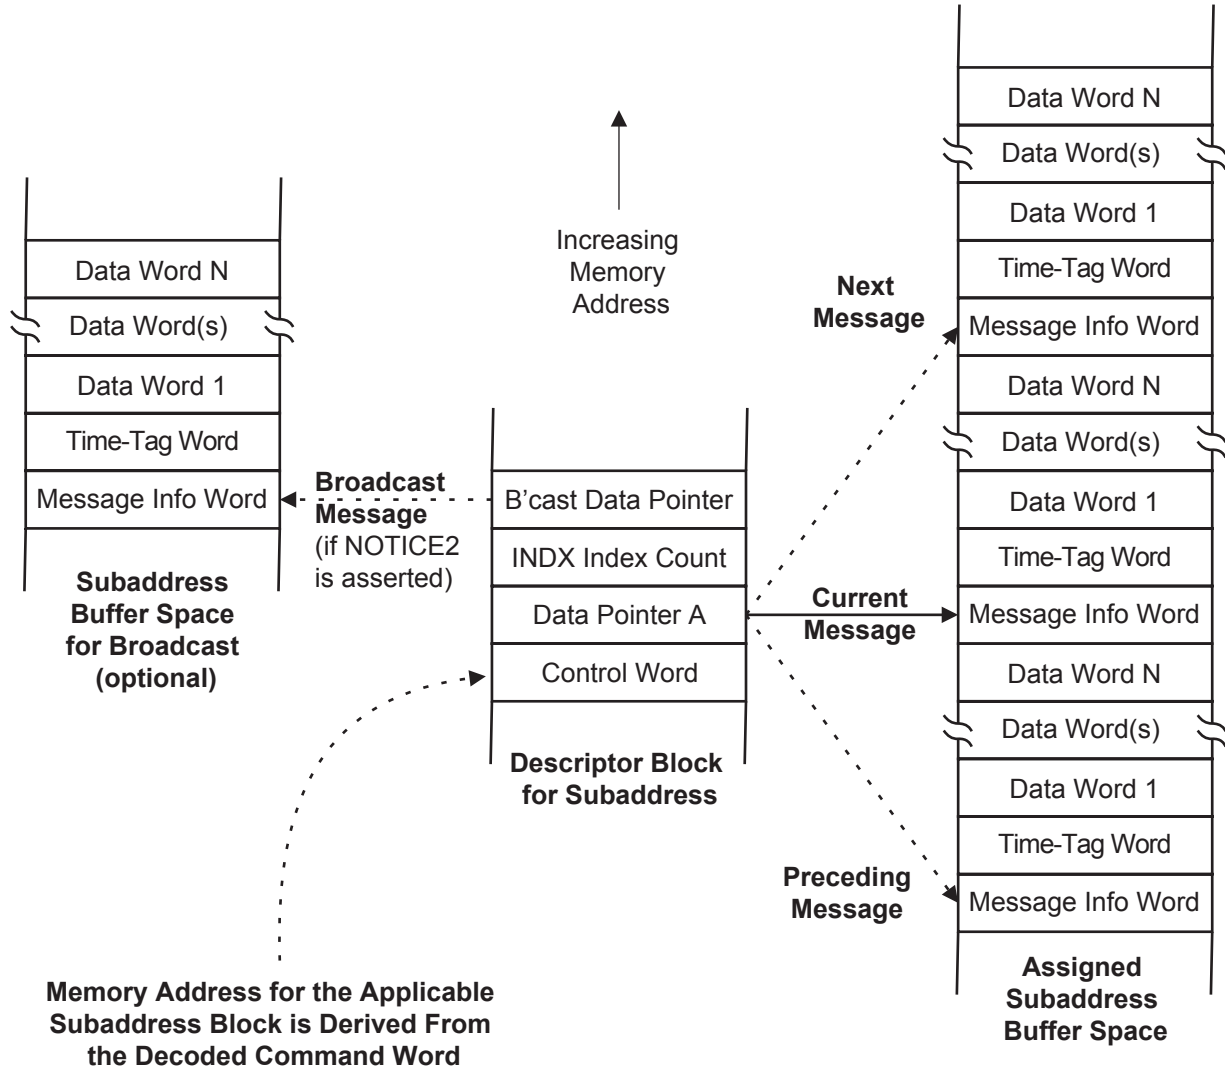 Data Word N
Data Word(s)
Data Word 1
Time-Tag Word
Message Info Word
Subaddress
Buffer Space
for Broadcast
(optional)
Broadcast
Message
(if NOTICE2
is asserted)
Increasing
Memory
Address
B’cast Data Pointer
INDX Index Count
Data Pointer A
Control Word
Descriptor Block
for Subaddress
Next
Message
Current
Message
Preceding
Message
Data Word N
Data Word(s)
Data Word 1
Time-Tag Word
Message Info Word
Data Word N
Data Word(s)
Data Word 1
Time-Tag Word
Message Info Word
Data Word N
Data Word(s)
Data Word 1
Time-Tag Word
Message Info Word
Assigned
Subaddress
Buffer Space
Memory Address for the Applicable
Subaddress Block is Derived From
the Decoded Command Word